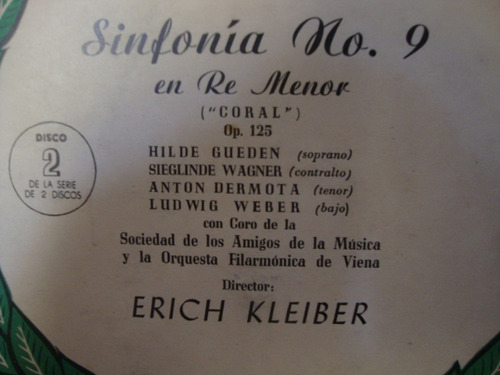 Sinfonía No. 9
en Re Menor
("CORAL")
Op. 125
DISCO
2
DE LA SERIE
DE 2 DISCOS
HILDE GUEDEN (soprano)
SIEGLINDE WAGNER (contralto)
ANTON DERMOTA (tenor)
LUDWIG WEBER (bajo)
con Coro de la
Sociedad de los Amigos de la Música
y la Orquesta Filarmónica de Viena
Director:
ERICH KLEIBER